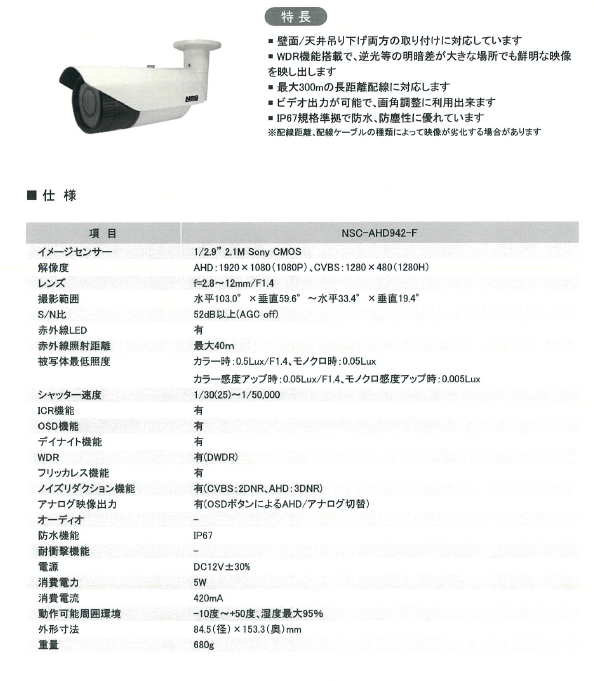 特長
■ 壁面/天井吊り下げ両方の取り付けに対応しています
■ WDR機能搭載で、逆光等の明暗差が大きな場所でも鮮明な映像
を映し出します
■ 最大300mの長距離配線に対応します
■ ビデオ出力が可能で、画角調整に利用出来ます
■ IP67規格準拠で防水、防塵性に優れています
※配線距離、配線ケーブルの種類によって映像が劣化する場合があります
NSS
■ 仕様
項目 NSC-AHD942-F
イメージセンサー 1/2.9” 2.1M Sony CMOS
解像度 AHD：1920×1080（1080P）、CVBS：1280×480（1280H）
レンズ f=2.8～12mm/F1.4
撮影範囲 水平103.0°×垂直59.6°～水平33.4°×垂直19.4°
S/N比 52dB以上（AGC off）
赤外線LED 有
赤外線照射距離 最大40m
被写体最低照度 カラー時：0.5Lux/F1.4、モノクロ時：0.05Lux
カラー感度アップ時：0.05Lux/F1.4、モノクロ感度アップ時：0.005Lux
シャッター速度 1/30（25）～1/50,000
ICR機能 有
OSD機能 有
デイナイト機能 有
WDR 有（DWDR）
フリッカレス機能 有
ノイズリダクション機能 有（CVBS：2DNR、AHD：3DNR）
アナログ映像出力 有（OSDボタンによるAHD/アナログ切替）
オーディオ -
防水機能 IP67
耐衝撃機能 -
電源 DC12V±30%
消費電力 5W
消費電流 420mA
動作可能周囲環境 -10度～+50度、湿度最大95%
外形寸法 84.5（径）×153.3（奥）mm
重量 680g